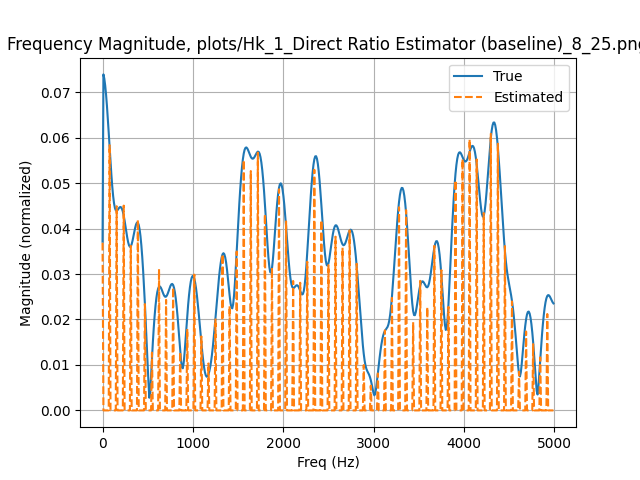 Frequency Magnitude, plots/Hk_1_Direct Ratio Estimator (baseline)_8_25.png
True
Estimated
0.07
0.06
0.05
0.04
0.03
0.02
0.01
0.00
Magnitude (normalized)
0 1000 2000 3000 4000 5000
Freq (Hz)